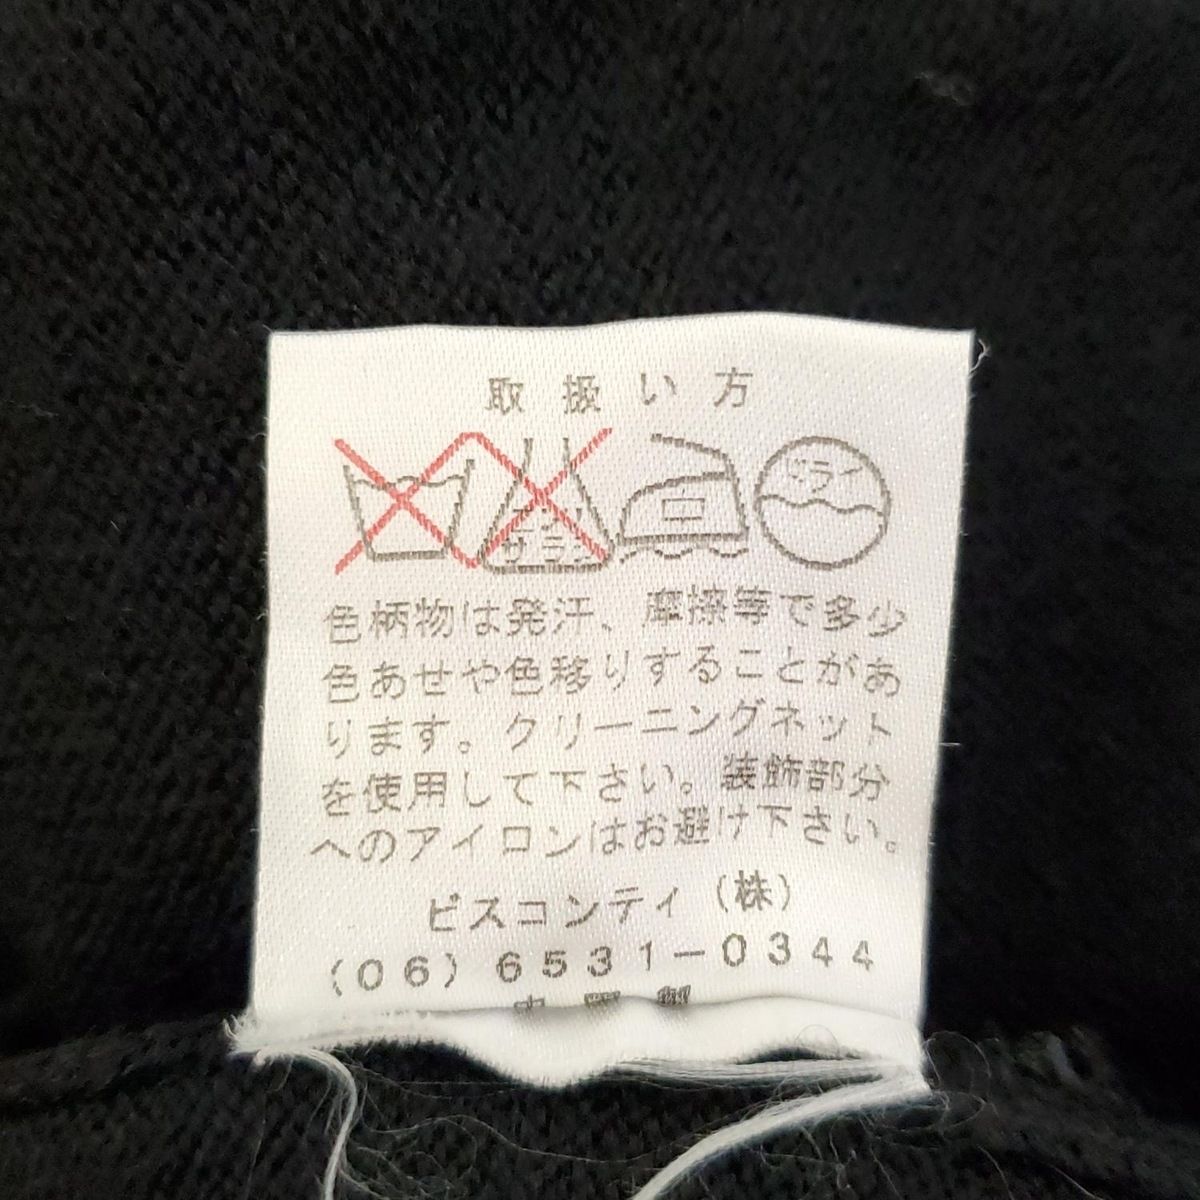 取扱い方
エンソ
サラシ
中
ドライ
色柄物は発汗、摩擦等で多少
色あせや色移りすることがあ
ります。クリーニングネット
を使用して下さい。装飾部分
へのアイロンはお避け下さい。
ビスコンティ(株)
(06)6531-0344